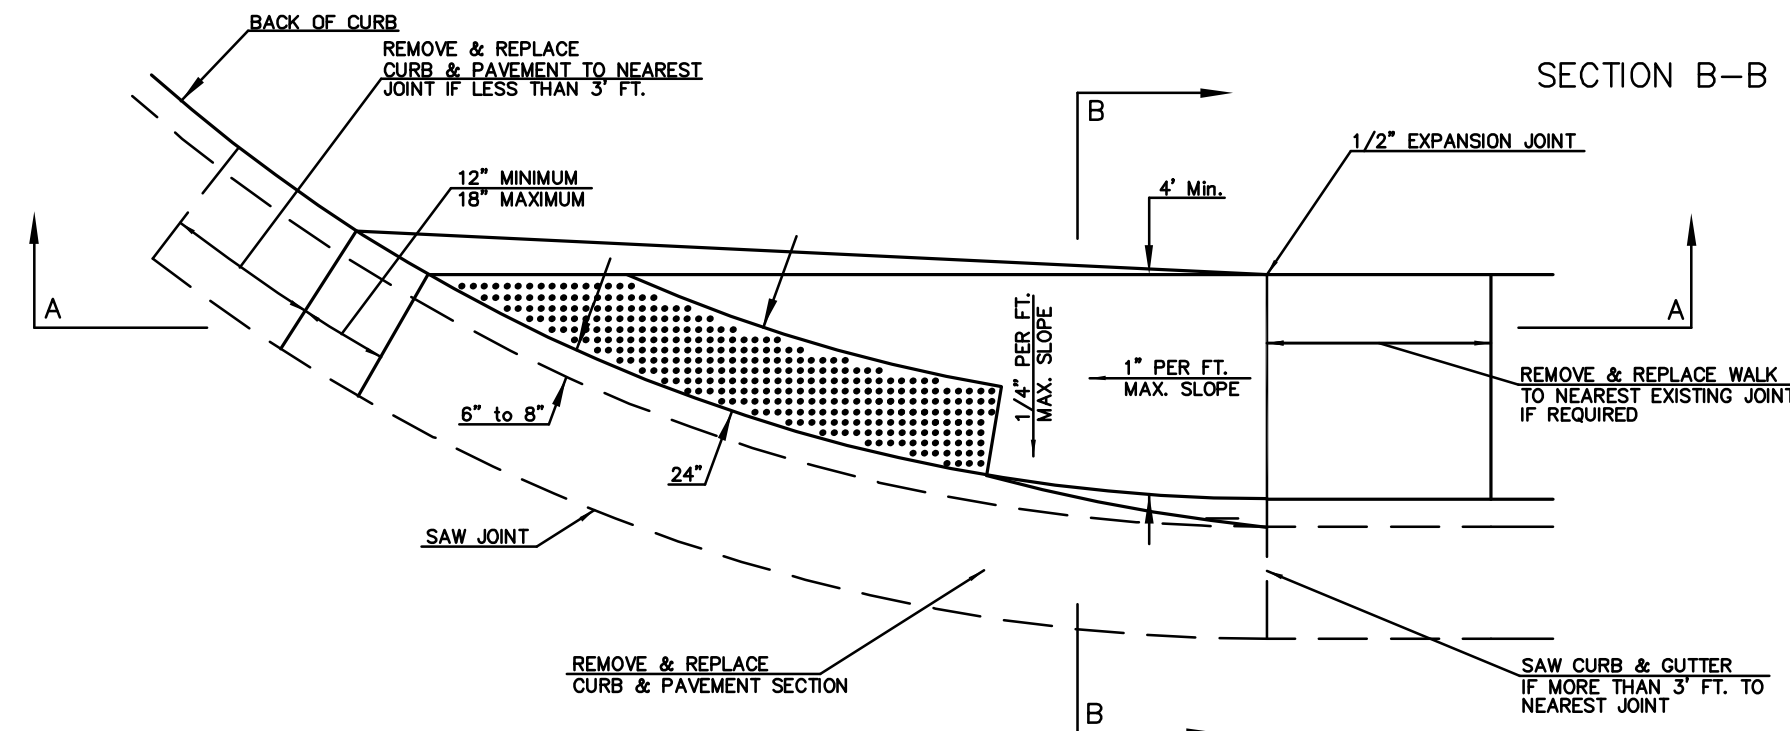 BACK OF CURB
REMOVE & REPLACE
CURB & PAVEMENT TO NEAREST
JOINT IF LESS THAN 3' FT.
SECTION B-B
B
1/2" EXPANSION JOINT
12" MINIMUM
18" MAXIMUM
4' Min.
A
A
1/4" PER FT.
MAX. SLOPE
1" PER FT.
MAX. SLOPE
REMOVE & REPLACE WALK
TO NEAREST EXISTING JOINT
IF REQUIRED
6" to 8"
24"
SAW JOINT
REMOVE & REPLACE
CURB & PAVEMENT SECTION
SAW CURB & GUTTER
IF MORE THAN 3' FT. TO
NEAREST JOINT
B